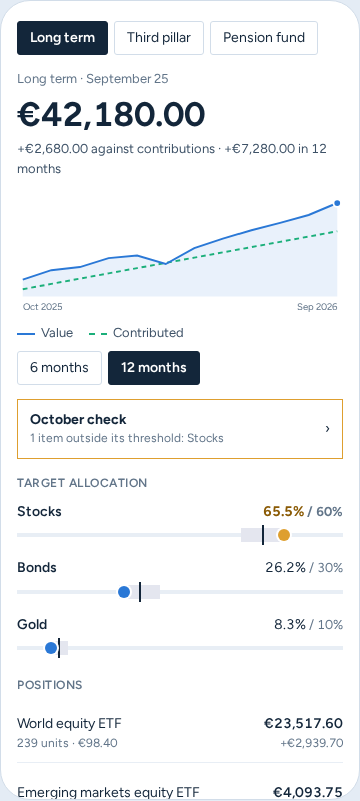 Long term
Third pillar
Pension fund
Long term · September 25
€42,180.00
+€2,680.00 against contributions · +€7,280.00 in 12
months
Oct 2025
Sep 2026
Value
Contributed
6 months
12 months
October check
1 item outside its threshold: Stocks
›
TARGET ALLOCATION
Stocks
65.5% / 60%
Bonds
26.2% / 30%
Gold
8.3% / 10%
POSITIONS
World equity ETF
€23,517.60
239 units · €98.40
+€2,939.70
Emerging markets equity ETF
€4,093.75